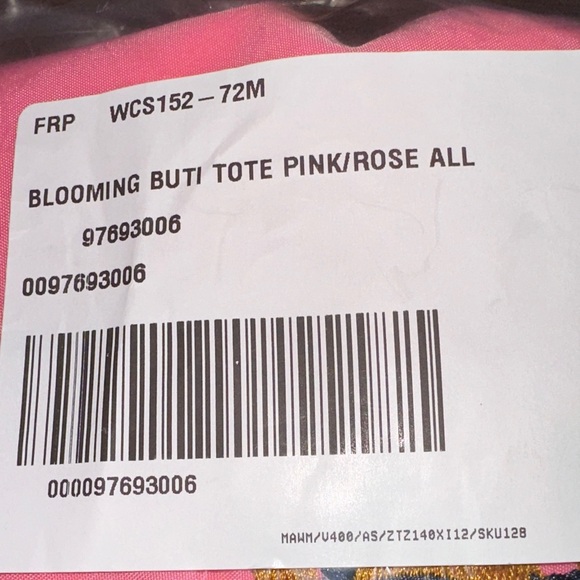 FRP WCS152-72M
BLOOMING BUTI TOTE PINK/ROSE ALL
97693006
0097693006
000097693006
MAWM/V400/AS/ZTZ140XI12/SKU128